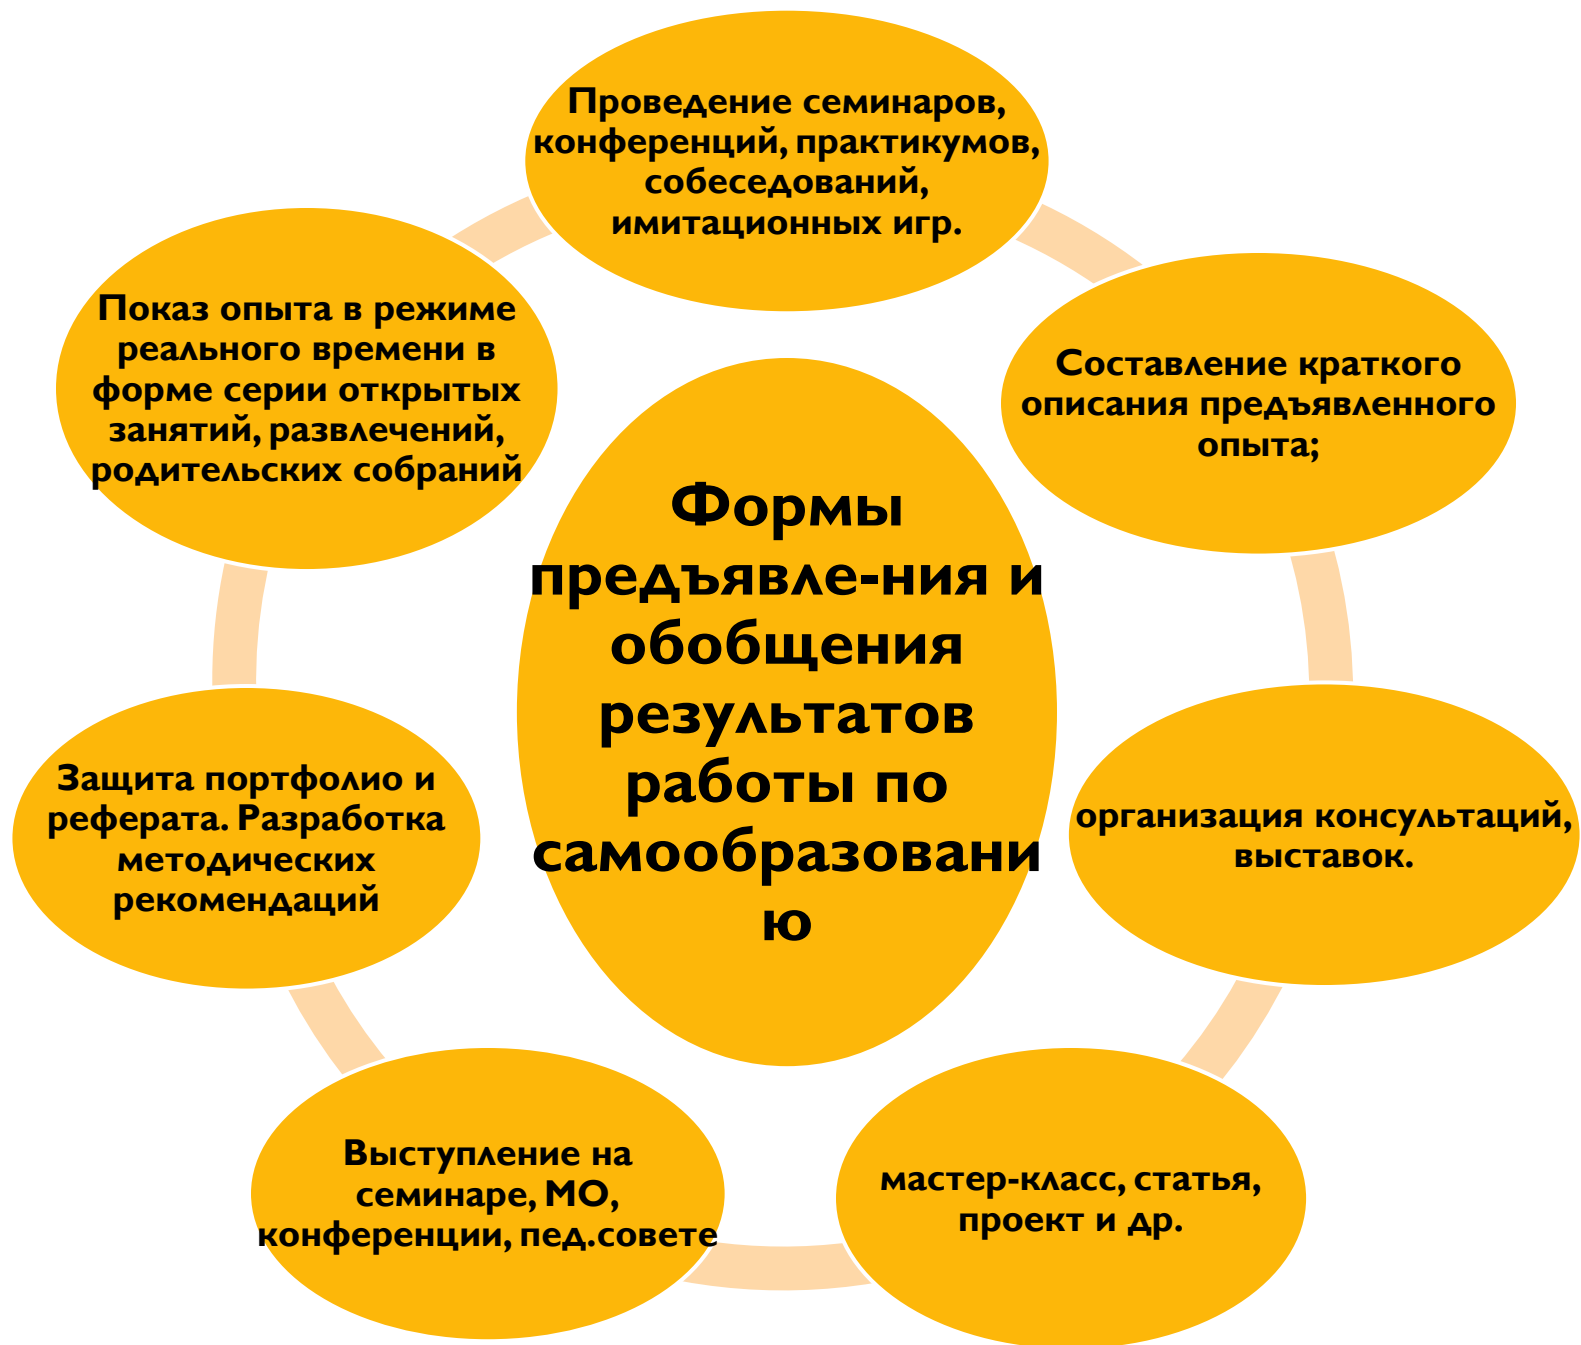 Проведение семинаров,
конференций, практикумов,
собеседований,
имитационных игр.
Составление краткого
описания предъявленного
опыта;
организация консультаций,
выставок.
мастер-класс, статья,
проект и др.
Выступление на
семинаре, МО,
конференции, пед.совете
Защита портфолио и
реферата. Разработка
методических
рекомендаций
Показ опыта в режиме
реального времени в
форме серии открытых
занятий, развлечений,
родительских собраний
Формы
предъявле-ния и
обобщения
результатов
работы по
самообразовани
ю